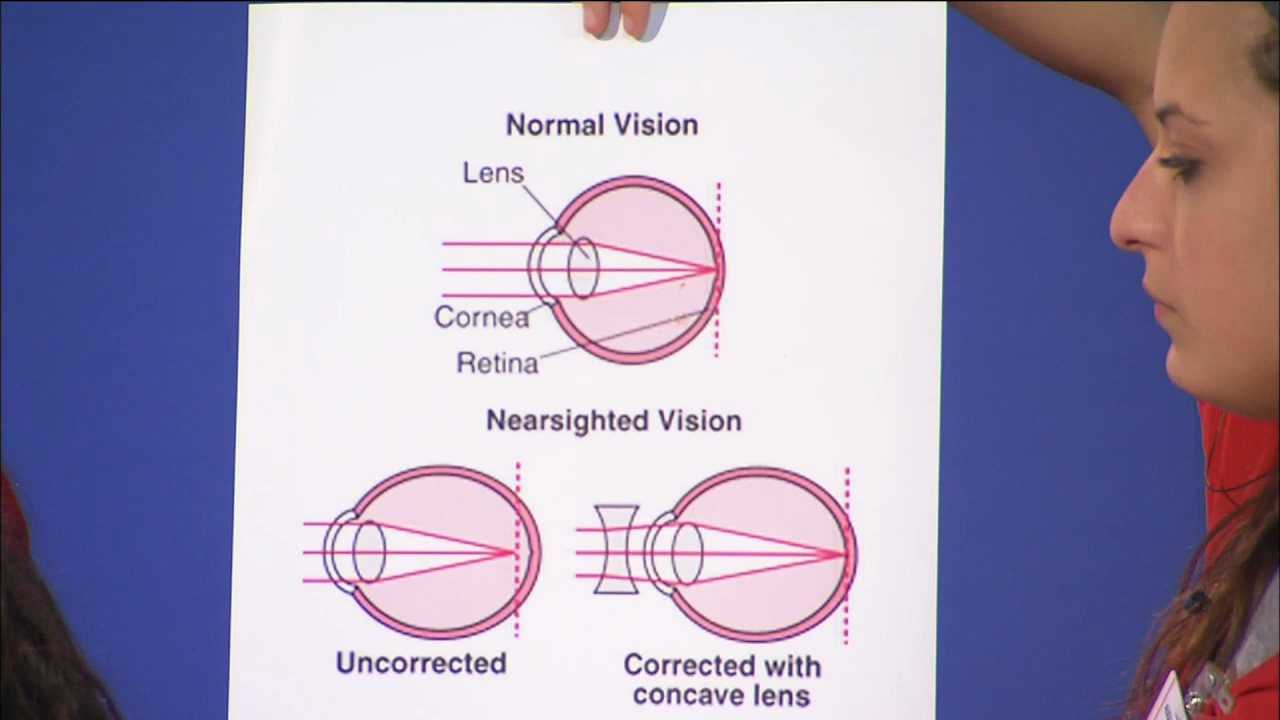 Normal Vision
Lens
Cornea
Retina
Nearsighted Vision
Uncorrected
Corrected with
concave lens